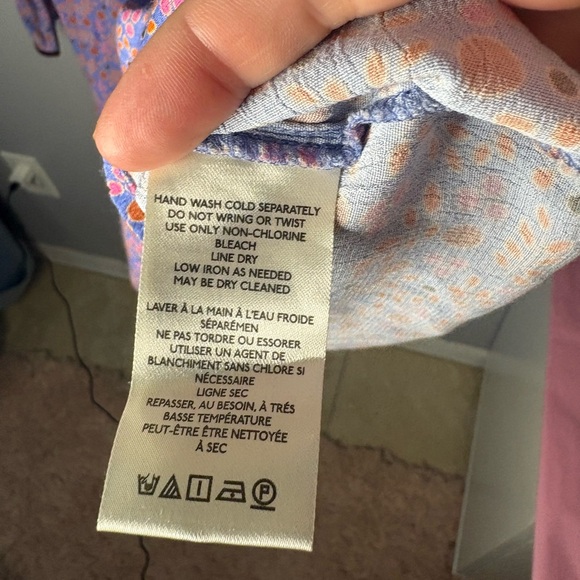 HAND WASH COLD SEPARATELY
DO NOT WRING OR TWIST
USE ONLY NON-CHLORINE
BLEACH
LINE DRY
LOW IRON AS NEEDED
MAY BE DRY CLEANED
LAVER À LA MAIN À L'EAU FROIDE
SÉPARÉMEN
NE PAS TORDRE OU ESSORER
UTILISER UN AGENT DE
BLANCHIMENT SANS CHLORE SI
NÉCESSAIRE
LIGNE SEC
REPASSER, AU BESOIN, À TRÉS
BASSE TEMPÉRATURE
PEUT-ÊTRE ÊTRE NETTOYÉE
À SEC
P